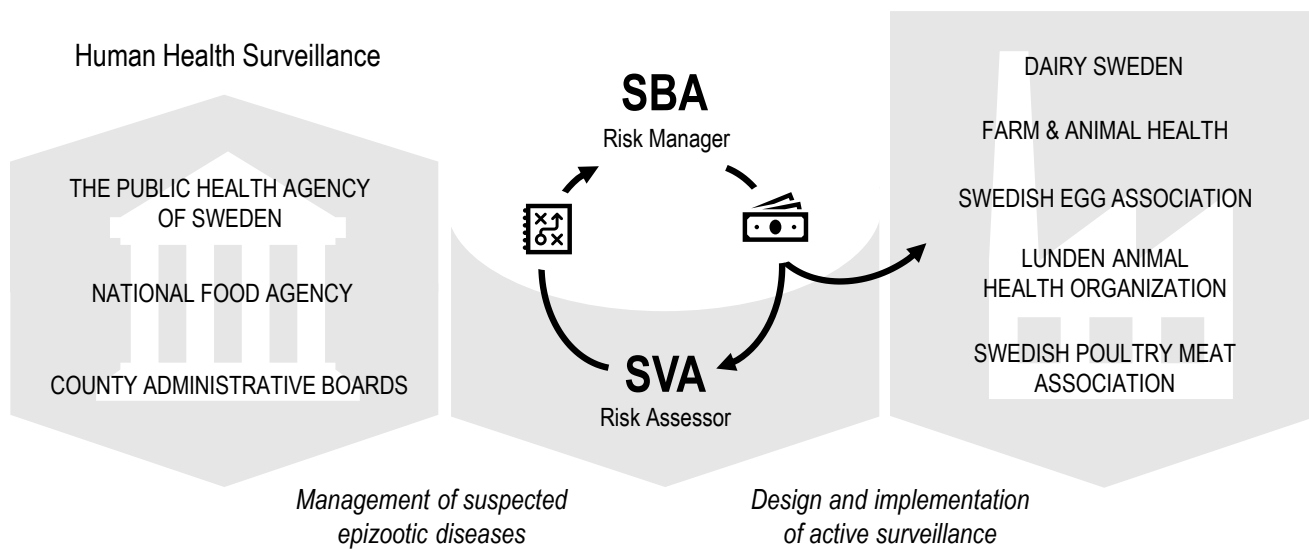 Human Health Surveillance
THE PUBLIC HEALTH AGENCY
OF SWEDEN
NATIONAL FOOD AGENCY
COUNTY ADMINISTRATIVE BOARDS
SBA
Risk Manager
SVA
Risk Assessor
DAIRY SWEDEN
FARM & ANIMAL HEALTH
SWEDISH EGG ASSOCIATION
LUNDEN ANIMAL
HEALTH ORGANIZATION
SWEDISH POULTRY MEAT
ASSOCIATION
Management of suspected
epizootic diseases
Design and implementation
of active surveillance